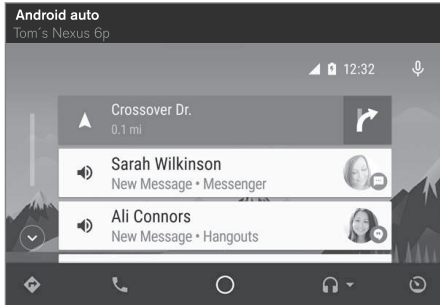 Android auto
Tom´s Nexus 6p
12:32
Crossover Dr.
0.1 mi
Sarah Wilkinson
New Message • Messenger
Ali Connors
New Message • Hangouts